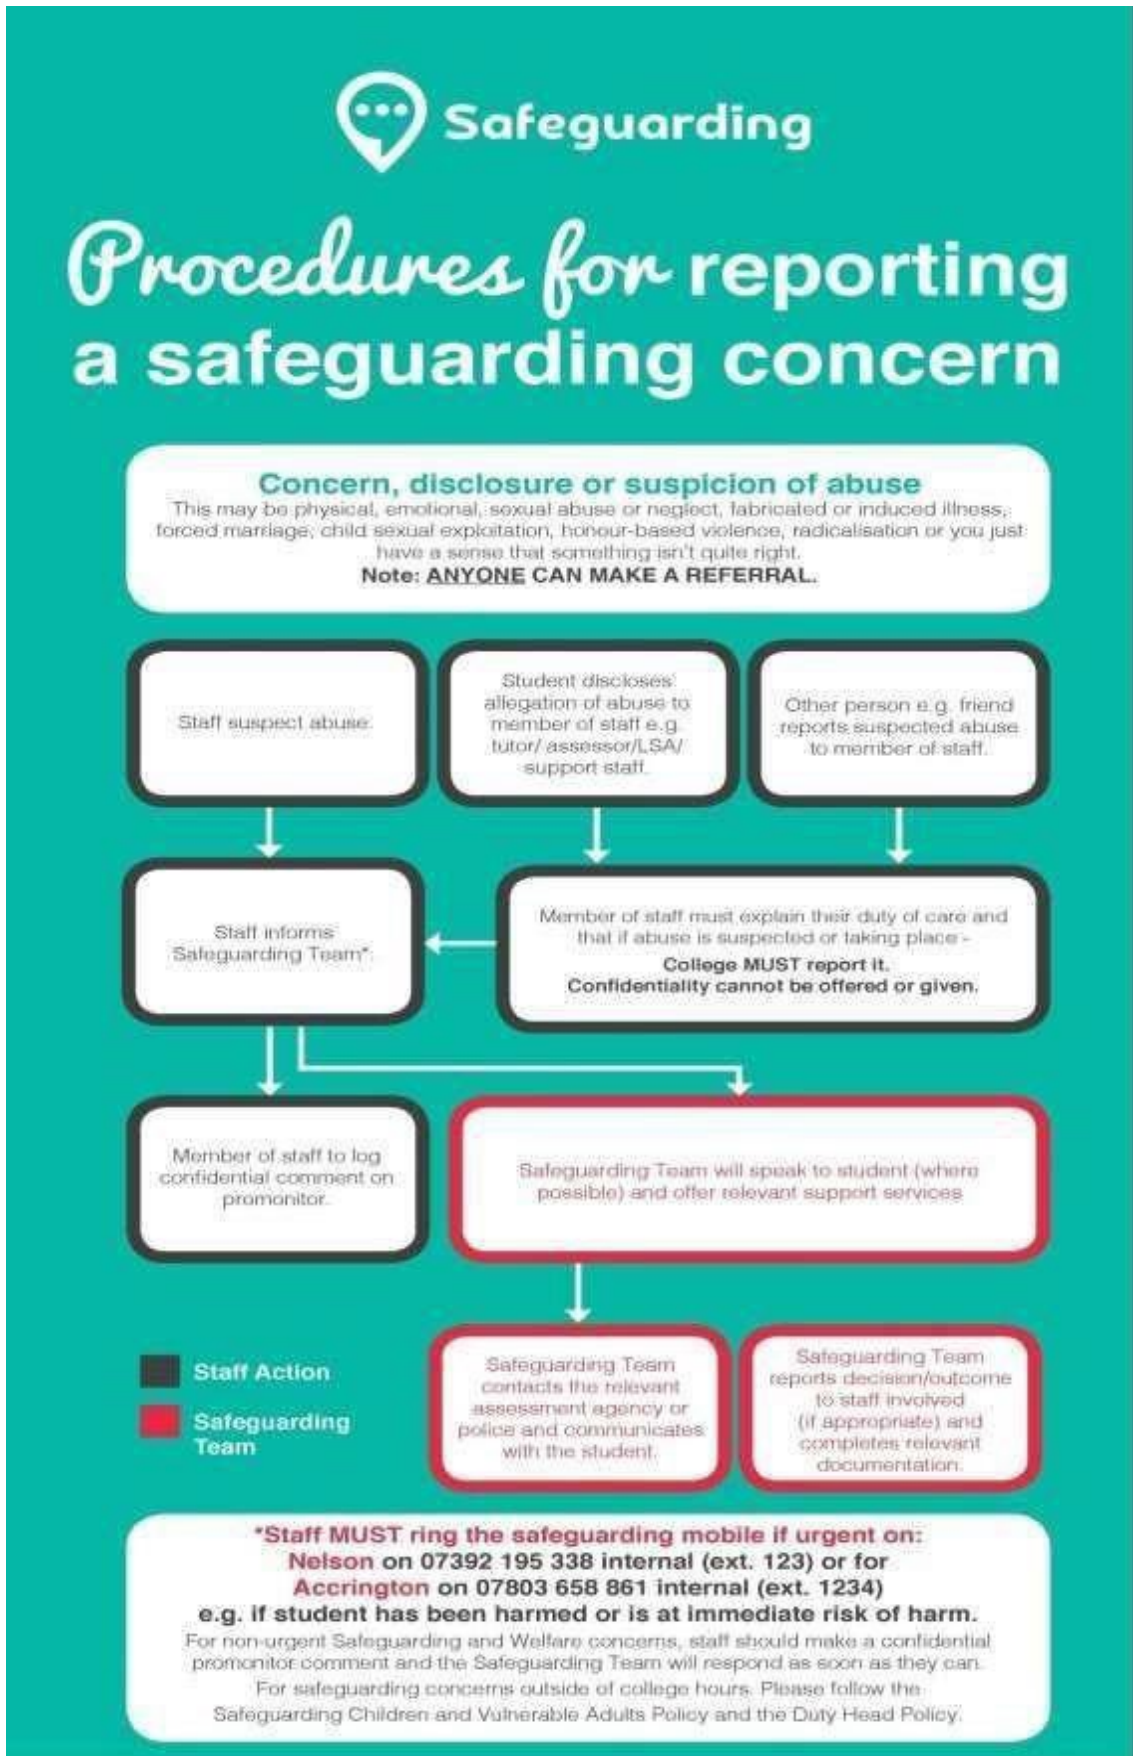 Safeguarding
Procedures for reporting
a safeguarding concern
Concern, disclosure or suspicion of abuse
This may be physical, emotional, sexual abuse or neglect, fabricated or induced illness,
forced marriage, child sexual exploitation, honour-based violence, radicalisation or you just
have a sense that something isn't quite right.
Note: ANYONE CAN MAKE A REFERRAL.
Staff suspect abuse.
Student discloses
allegation of abuse to
member of staff e.g.
tutor/ assessor/LSA/
support staff.
Other person e.g. friend
reports suspected abuse
to member of staff.
Staff informs
Safeguarding Team*.
Member of staff must explain their duty of care and
that if abuse is suspected or taking place -
College MUST report it.
Confidentiality cannot be offered or given.
Member of staff to log
confidential comment on
promonitor.
Safeguarding Team will speak to student (where
possible) and offer relevant support services
Staff Action
Safeguarding
Team
Safeguarding Team
contacts the relevant
assessment agency or
police and communicates
with the student.
Safeguarding Team
reports decision/outcome
to staff involved
(if appropriate) and
completes relevant
documentation.
*Staff MUST ring the safeguarding mobile if urgent on:
Nelson on 07392 195 338 internal (ext. 123) or for
Accrington on 07803 658 861 internal (ext. 1234)
e.g. if student has been harmed or is at immediate risk of harm.
For non-urgent Safeguarding and Welfare concerns, staff should make a confidential
promonitor comment and the Safeguarding Team will respond as soon as they can.
For safeguarding concerns outside of college hours. Please follow the
Safeguarding Children and Vulnerable Adults Policy and the Duty Head Policy.